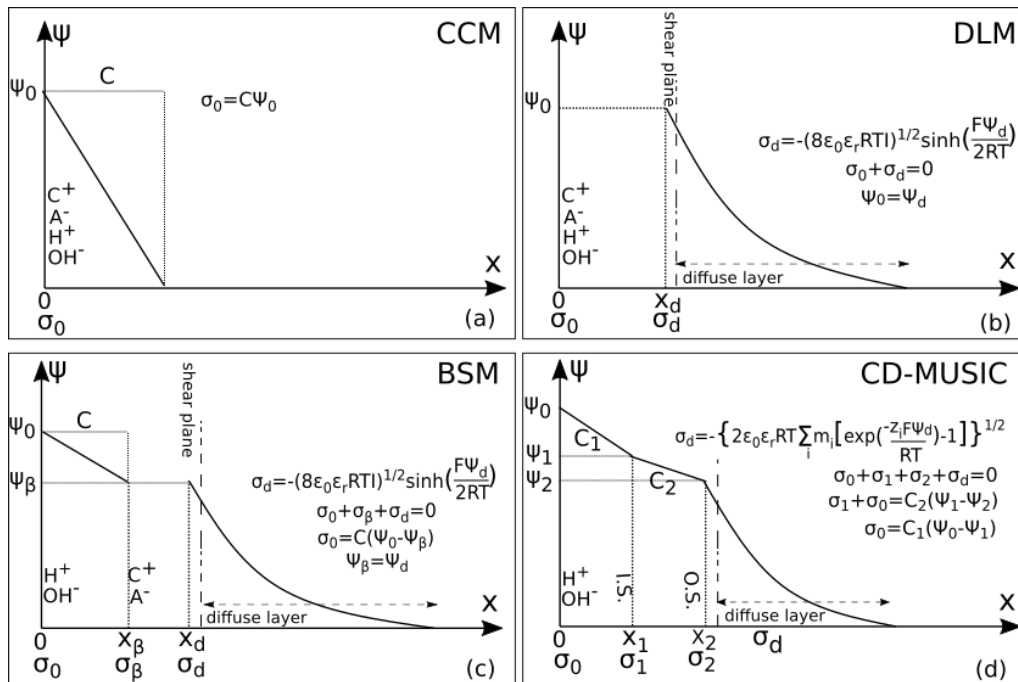 Ψ
CCM
C
Ψ₀
σ₀=CΨ₀
C⁺
A⁻
H⁺
OH⁻
X
0
σ₀
(a)
Ψ
shear plane
DLM
Ψ₀
σd=-(8ε₀εᵣRTI)^1/2 sinh(FΨd/2RT)
σ₀+σd=0
Ψ₀=Ψd
C⁺
A⁻
H⁺
OH⁻
diffuse layer
X
0
xd
σ₀
σd
(b)
Ψ
shear plane
BSM
Ψ₀
C
Ψβ
σd=-(8ε₀εᵣRTI)^1/2 sinh(FΨd/2RT)
σ₀+σβ+σd=0
σ₀=C(Ψ₀-Ψβ)
Ψβ=Ψd
H⁺
OH⁻
C⁺
A⁻
diffuse layer
X
0
xβ
xd
σ₀
σβ
σd
(c)
Ψ
CD-MUSIC
Ψ₀
C₁
Ψ₁
C₂
Ψ₂
σd=-{2ε₀εᵣRT∑ᵢmᵢ[exp(-ZᵢFΨd/RT)-1]}^1/2
σ₀+σ₁+σ₂+σd=0
σ₁+σ₀=C₂(Ψ₁-Ψ₂)
σ₀=C₁(Ψ₀-Ψ₁)
H⁺
OH⁻
I.S.
O.S.
diffuse layer
X
0
x₁
x₂
σd
σ₀
σ₁
σ₂
(d)